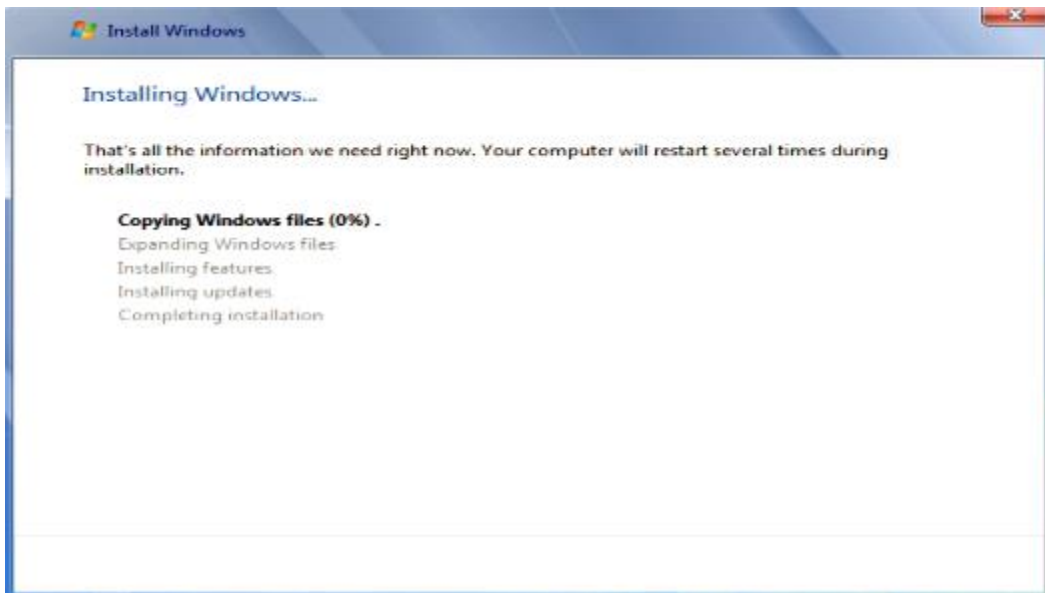 Install Windows
Installing Windows...
That's all the information we need right now. Your computer will restart several times during
installation.
Copying Windows files (0%) .
Expanding Windows files
Installing features
Installing updates
Completing installation